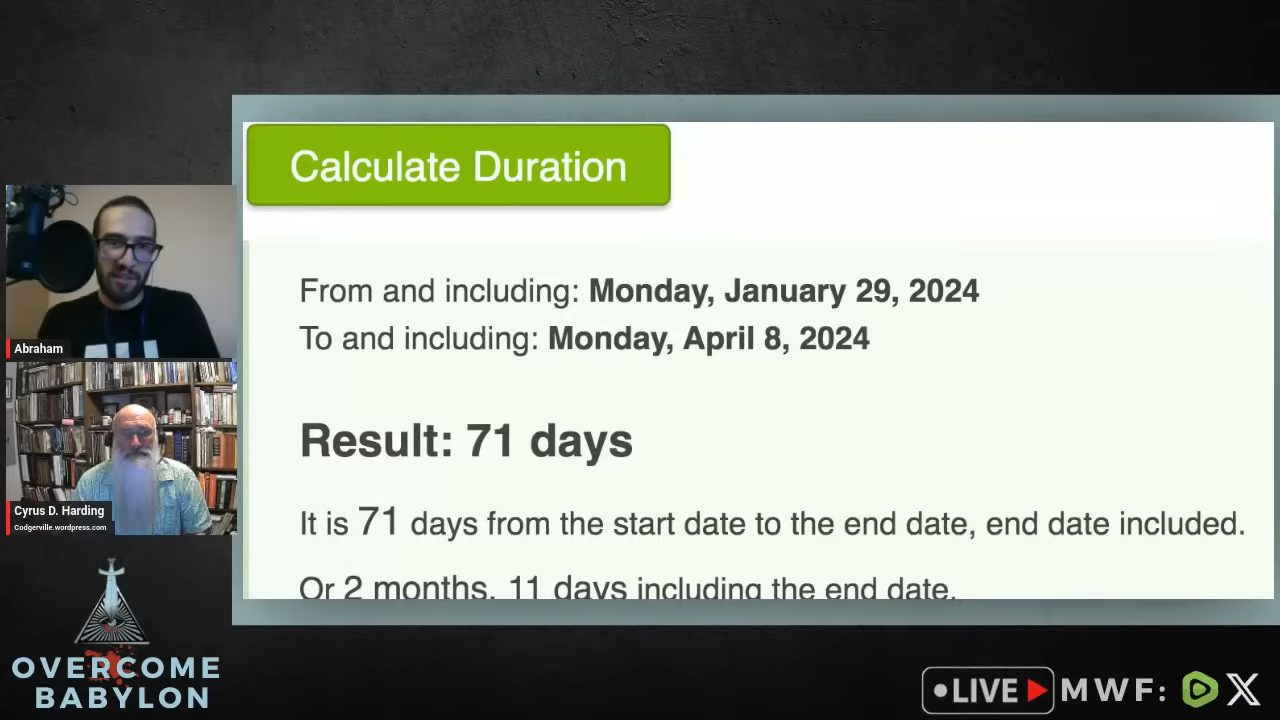 Calculate Duration
From and including: Monday, January 29, 2024
To and including: Monday, April 8, 2024
Result: 71 days
It is 71 days from the start date to the end date, end date included.
Or 2 months, 11 days including the end date.
Abraham
Cyrus D. Harding
Codgerville.wordpress.com
OVERCOME
BABYLON
LIVE MWF: